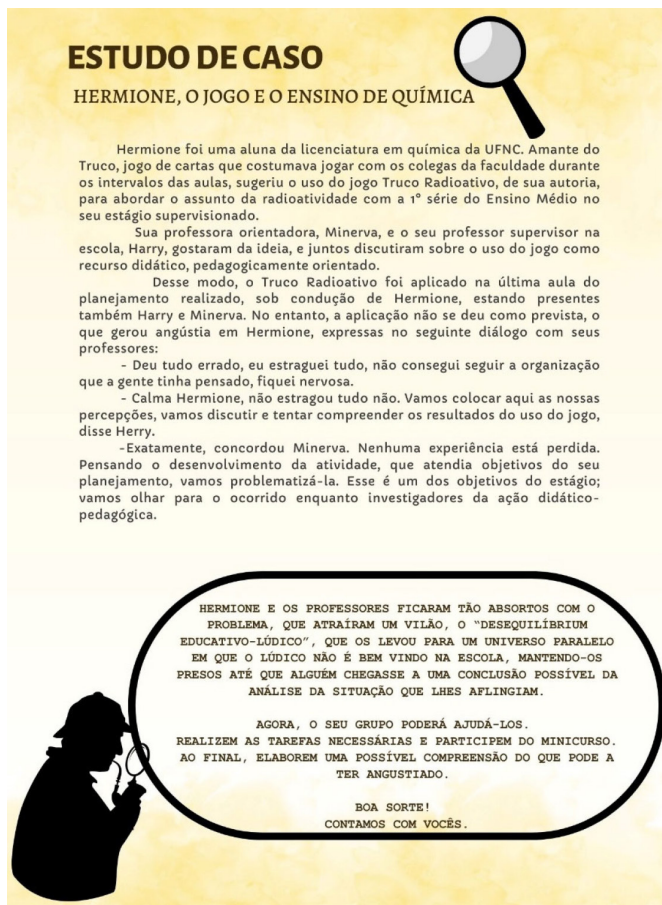 ESTUDO DE CASO
HERMIONE, O JOGO E O ENSINO DE QUÍMICA
Hermione foi uma aluna da licenciatura em química da UFNC. Amante do
Truco, jogo de cartas que costumava jogar com os colegas da faculdade durante
os intervalos das aulas, sugeriu o uso do jogo Truco Radioativo, de sua autoria,
para abordar o assunto da radioatividade com a 1° série do Ensino Médio no
seu estágio supervisionado.
Sua professora orientadora, Minerva, e o seu professor supervisor na
escola, Harry, gostaram da ideia, e juntos discutiram sobre o uso do jogo como
recurso didático, pedagogicamente orientado.
Desse modo, o Truco Radioativo foi aplicado na última aula do
planejamento realizado, sob condução de Hermione, estando presentes
também Harry e Minerva. No entanto, a aplicação não se deu como prevista, o
que gerou angústia em Hermione, expressas no seguinte diálogo com seus
professores:
- Deu tudo errado, eu estraguei tudo, não consegui seguir a organização
que a gente tinha pensado, fiquei nervosa.
- Calma Hermione, não estragou tudo não. Vamos colocar aqui as nossas
percepções, vamos discutir e tentar compreender os resultados do uso do jogo,
disse Herry.
-Exatamente, concordou Minerva. Nenhuma experiência está perdida.
Pensando o desenvolvimento da atividade, que atendia objetivos do seu
planejamento, vamos problematizá-la. Esse é um dos objetivos do estágio;
vamos olhar para o ocorrido enquanto investigadores da ação didático-
pedagógica.
HERMIONE E OS PROFESSORES FICARAM TÃO ABSORTOS COM O
PROBLEMA, QUE ATRAÍRAM UM VILÃO, O "DESEQUILÍBRIUM
EDUCATIVO-LÚDICO", QUE OS LEVOU PARA UM UNIVERSO PARALELO
EM QUE O LÚDICO NÃO É BEM VINDO NA ESCOLA, MANTENDO-OS
PRESOS ATÉ QUE ALGUÉM CHEGASSE A UMA CONCLUSÃO POSSÍVEL DA
ANÁLISE DA SITUAÇÃO QUE LHES AFLINGIAM.
AGORA, O SEU GRUPO PODERÁ AJUDÁ-LOS.
REALIZEM AS TAREFAS NECESSÁRIAS E PARTICIPEM DO MINICURSO.
AO FINAL, ELABOREM UMA POSSÍVEL COMPREENSÃO DO QUE PODE A
TER ANGUSTIADO.
BOA SORTE!
CONTAMOS COM VOCÊS.